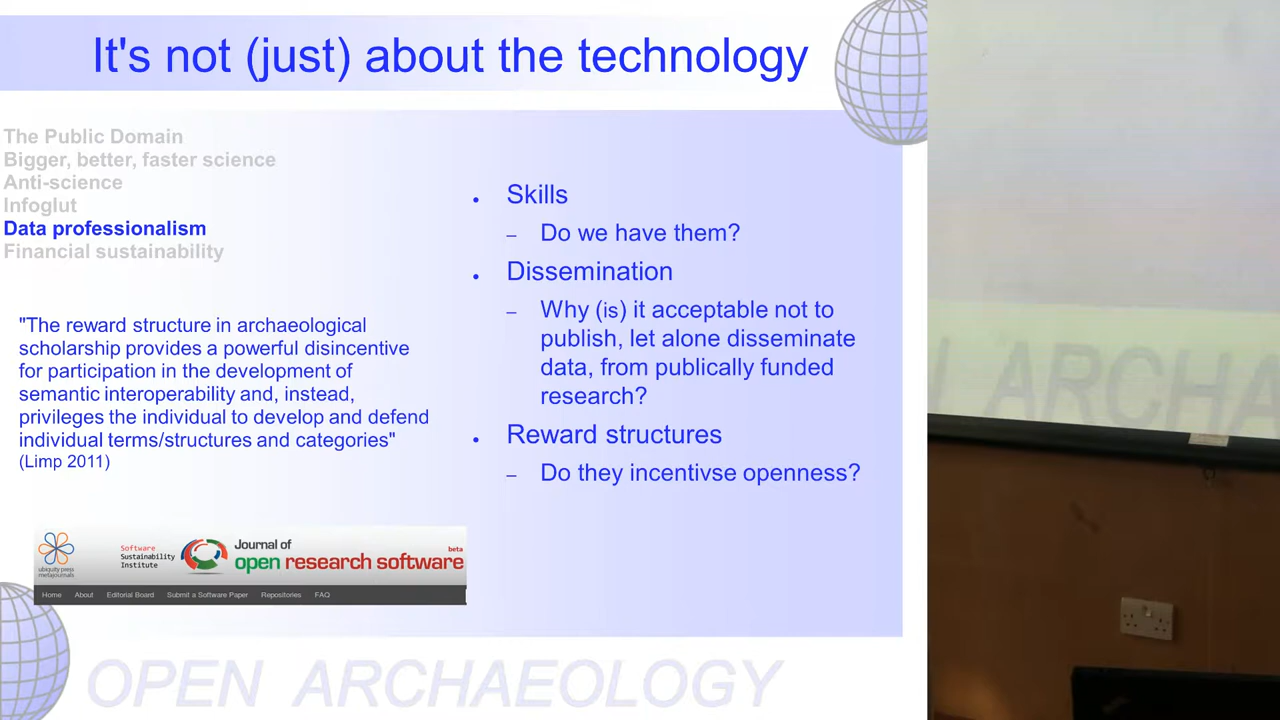 It's not (just) about the technology
The Public Domain
Bigger, better, faster science
Anti-science
Infoglut
Data professionalism
Financial sustainability
"The reward structure in archaeological
scholarship provides a powerful disincentive
for participation in the development of
semantic interoperability and, instead,
privileges the individual to develop and defend
individual terms/structures and categories"
(Limp 2011)
● Skills
– Do we have them?
● Dissemination
– Why (is) it acceptable not to
publish, let alone disseminate
data, from publically funded
research?
● Reward structures
– Do they incentivse openness?
ubiquity press
metajournals
Software
Sustainability
Institute
Journal of
open research software
beta
Home About Editorial Board Submit a Software Paper Repositories FAQ
OPEN ARCHAEOLOGY
ARCHA